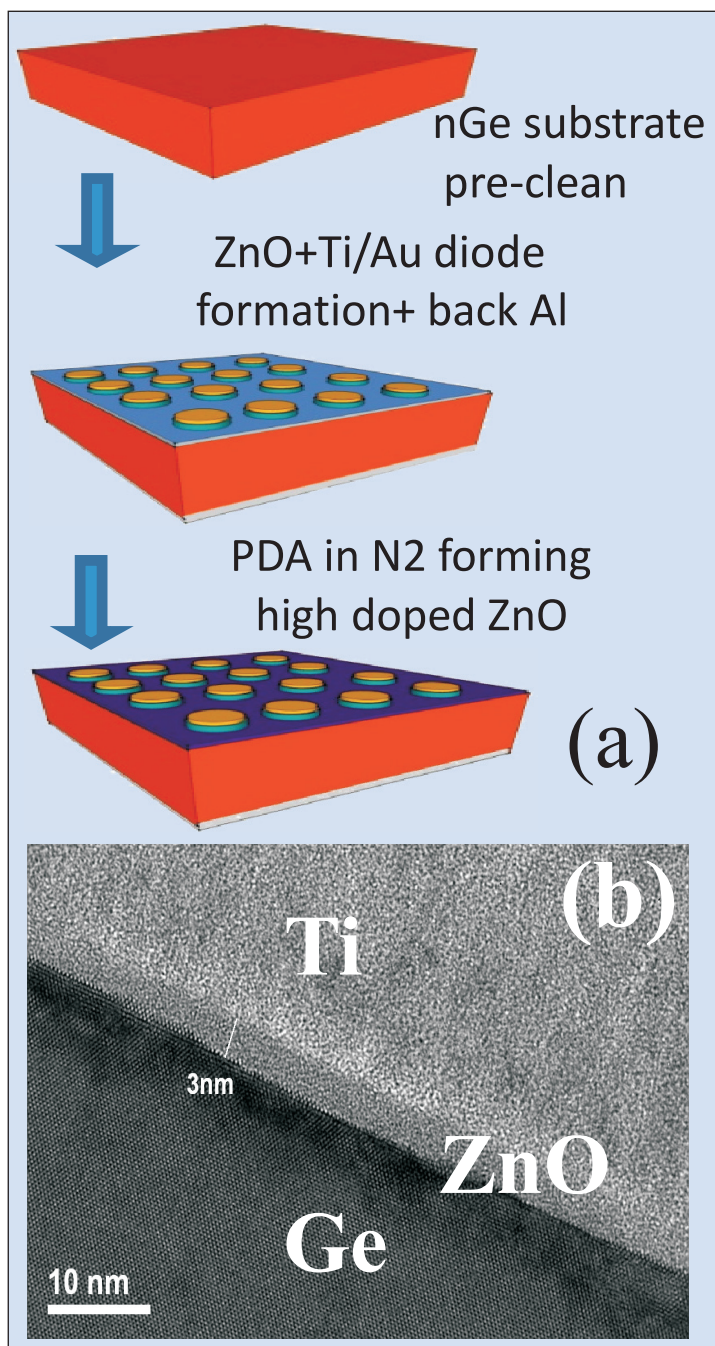 nGe substrate
pre-clean
ZnO+Ti/Au diode
formation+ back Al
PDA in N2 forming
high doped ZnO
(a)
(b)
Ti
3nm
ZnO
Ge
10 nm